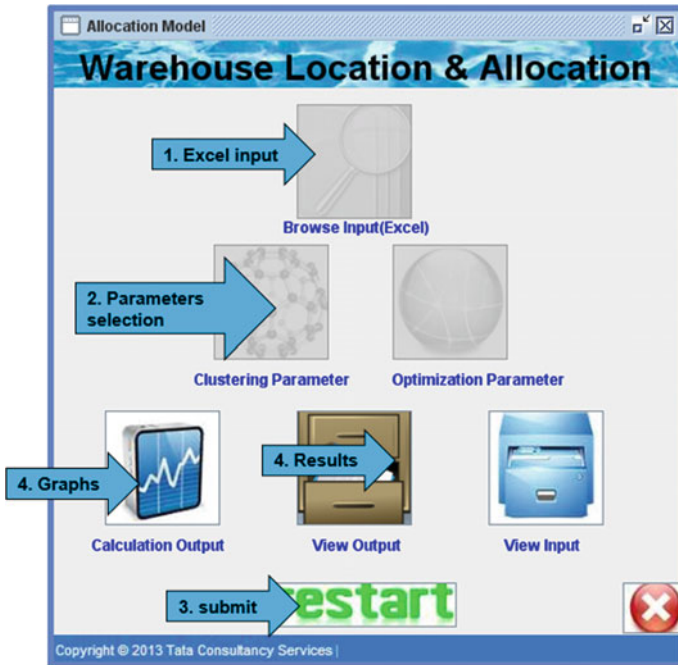 Allocation Model
Warehouse Location & Allocation
1. Excel input
Browse Input(Excel)
2. Parameters
selection
Clustering Parameter
Optimization Parameter
4. Graphs
4. Results
Calculation Output
View Output
View Input
3. submit
restart
Copyright © 2013 Tata Consultancy Services |